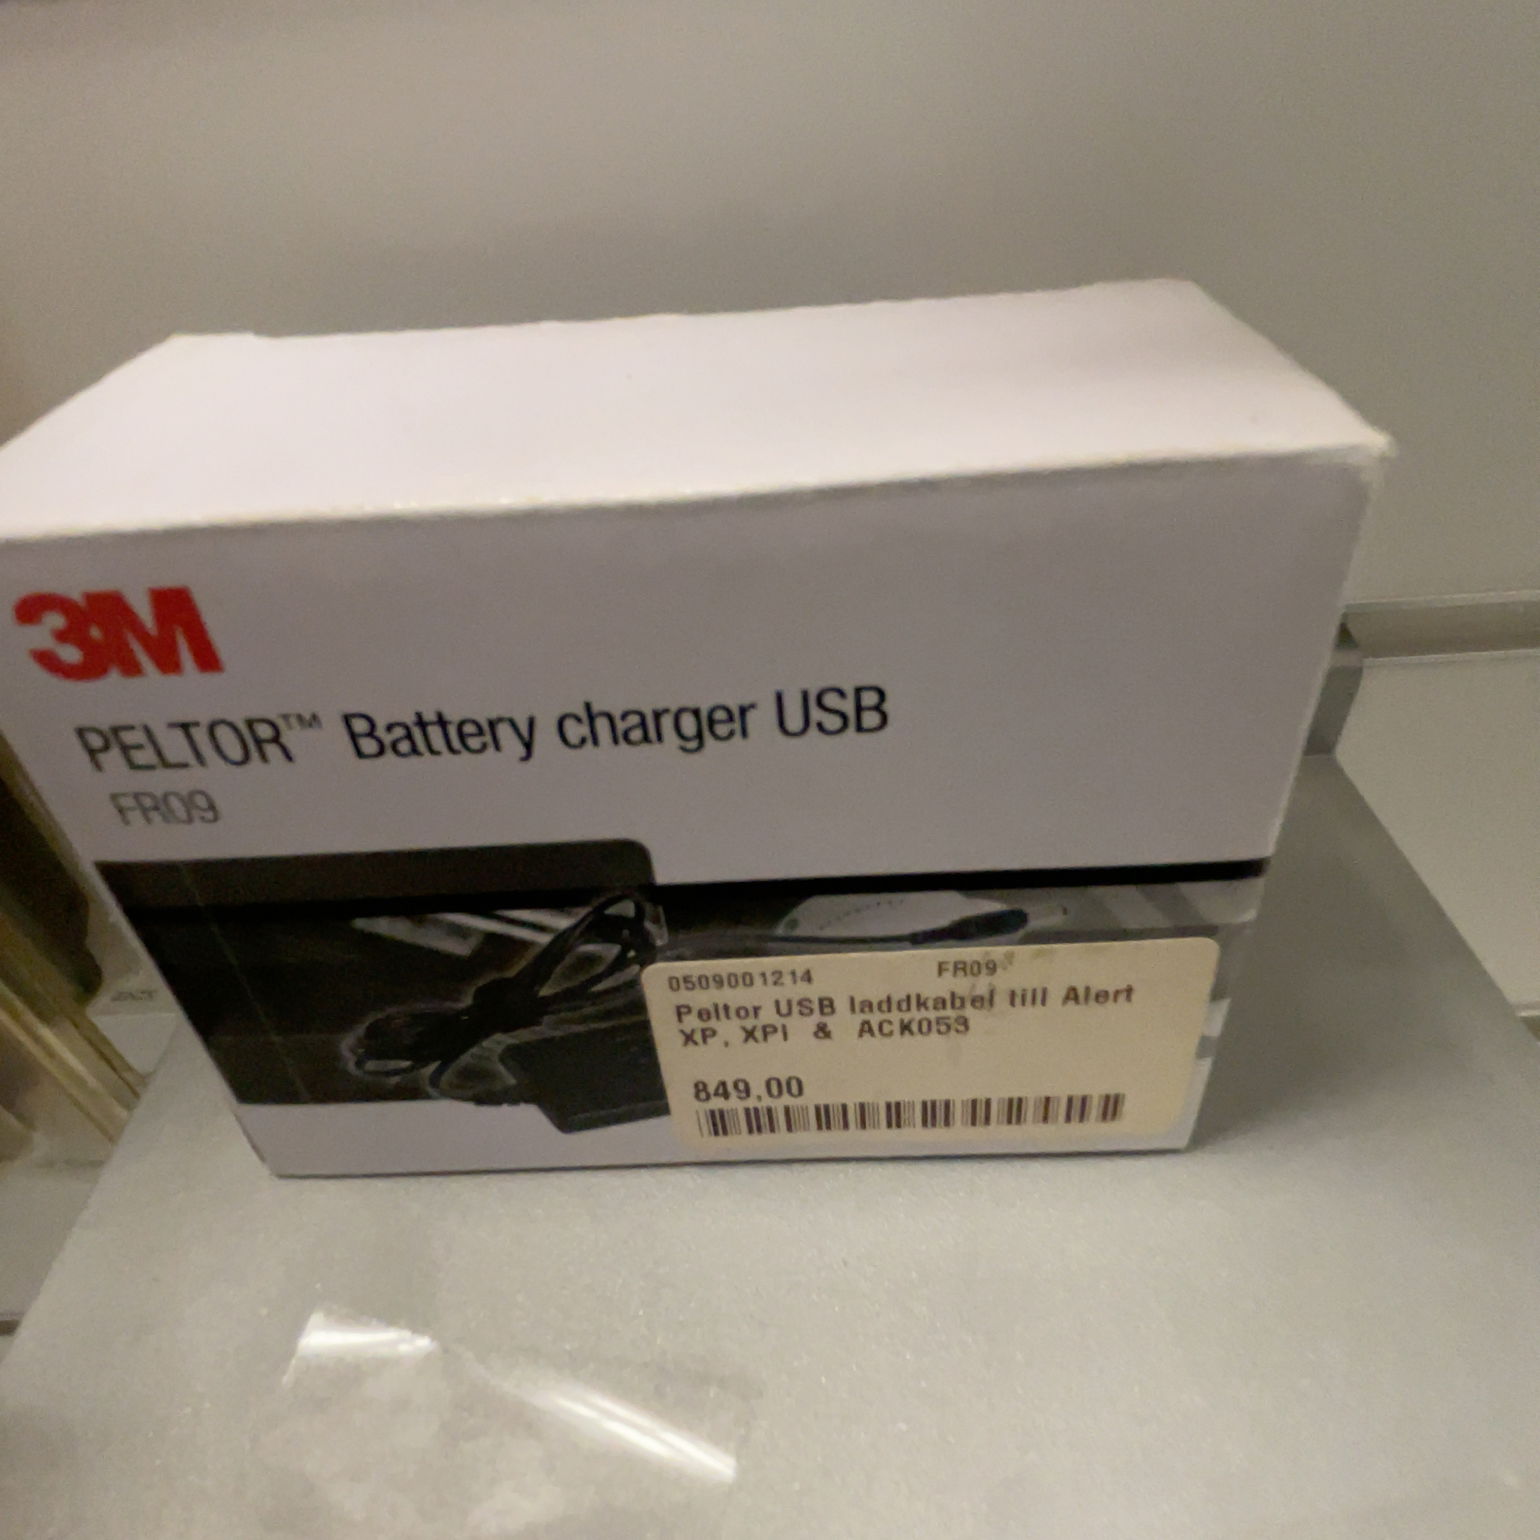 3M
PELTOR™ Battery charger USB
FR09
0509001214 FR09
Peltor USB laddkabel till Alert
XP, XPI & ACK053
849,00